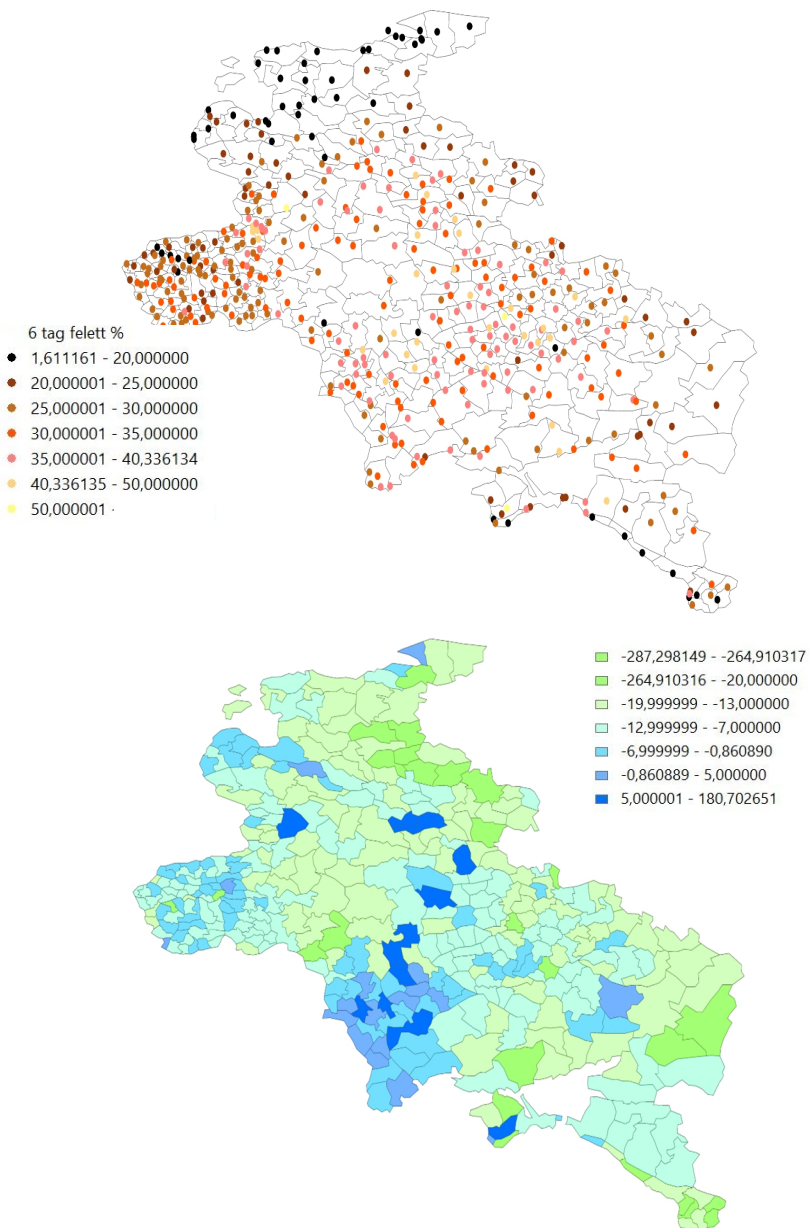 6 tag felett %
1,611161 - 20,000000
20,000001 - 25,000000
25,000001 - 30,000000
30,000001 - 35,000000
35,000001 - 40,336134
40,336135 - 50,000000
50,000001 -
-287,298149 - -264,910317
-264,910316 - -20,000000
-19,999999 - -13,000000
-12,999999 - -7,000000
-6,999999 - -0,860890
-0,860889 - 5,000000
5,000001 - 180,702651